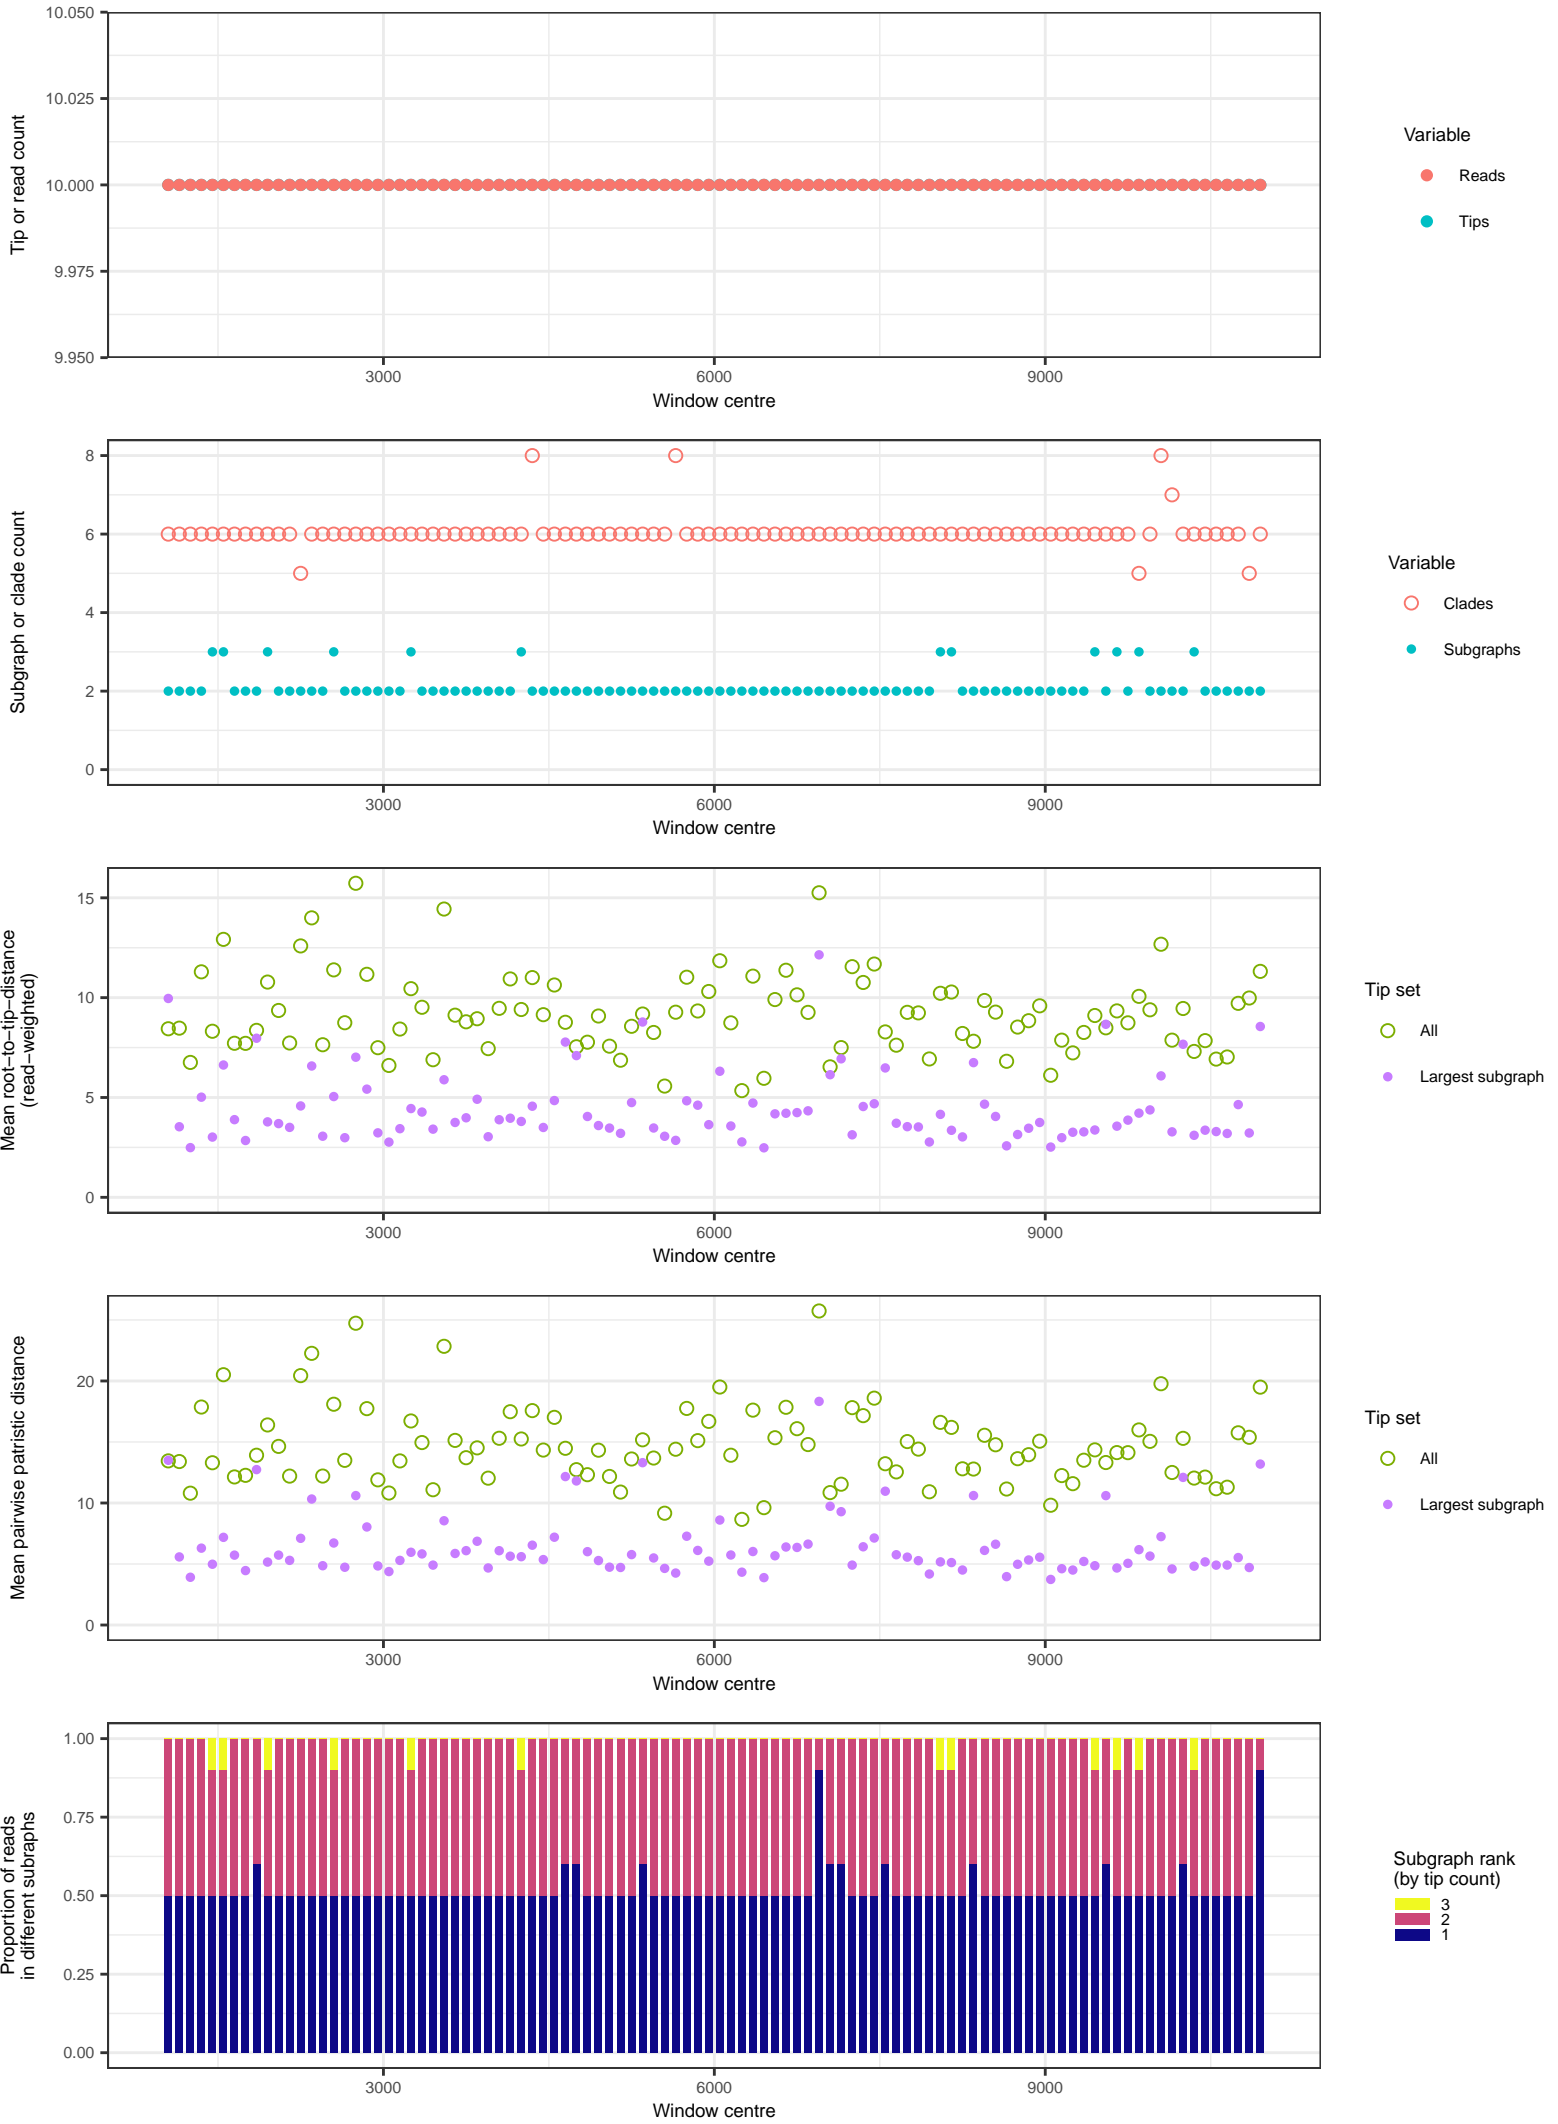 10.050
10.025
10.000
9.975
9.950
Tip or read count
3000
6000
9000
Window centre
Variable
Reads
Tips
8
6
4
2
0
Subgraph or clade count
3000
6000
9000
Window centre
Variable
Clades
Subgraphs
15
10
5
0
Mean root−to−tip−distance
(read−weighted)
3000
6000
9000
Window centre
Tip set
All
Largest subgraph
20
10
0
Mean pairwise patristic distance
3000
6000
9000
Window centre
Tip set
All
Largest subgraph
1.00
0.75
0.50
0.25
0.00
Proportion of reads
in different subraphs
3000
6000
9000
Window centre
Subgraph rank
(by tip count)
3
2
1